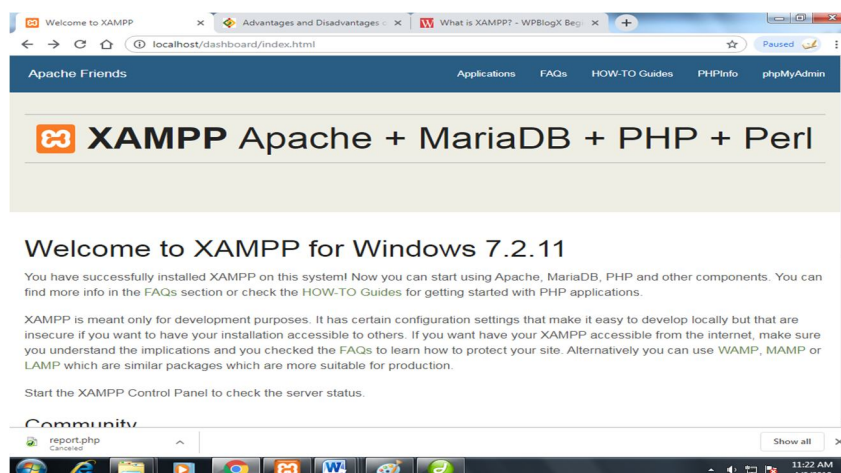 Welcome to XAMPP
Advantages and Disadvantages
What is XAMPP? - WPBlogX Beg
localhost/dashboard/index.html
Paused
Apache Friends
Applications FAQs HOW-TO Guides PHPInfo phpMyAdmin
XAMPP Apache + MariaDB + PHP + Perl
Welcome to XAMPP for Windows 7.2.11
You have successfully installed XAMPP on this system! Now you can start using Apache, MariaDB, PHP and other components. You can
find more info in the FAQs section or check the HOW-TO Guides for getting started with PHP applications.
XAMPP is meant only for development purposes. It has certain configuration settings that make it easy to develop locally but that are
insecure if you want to have your installation accessible to others. If you want have your XAMPP accessible from the internet, make sure
you understand the implications and you checked the FAQs to learn how to protect your site. Alternatively you can use WAMP, MAMP or
LAMP which are similar packages which are more suitable for production.
Start the XAMPP Control Panel to check the server status.
Community
report.php
Canceled
Show all
11:22 AM